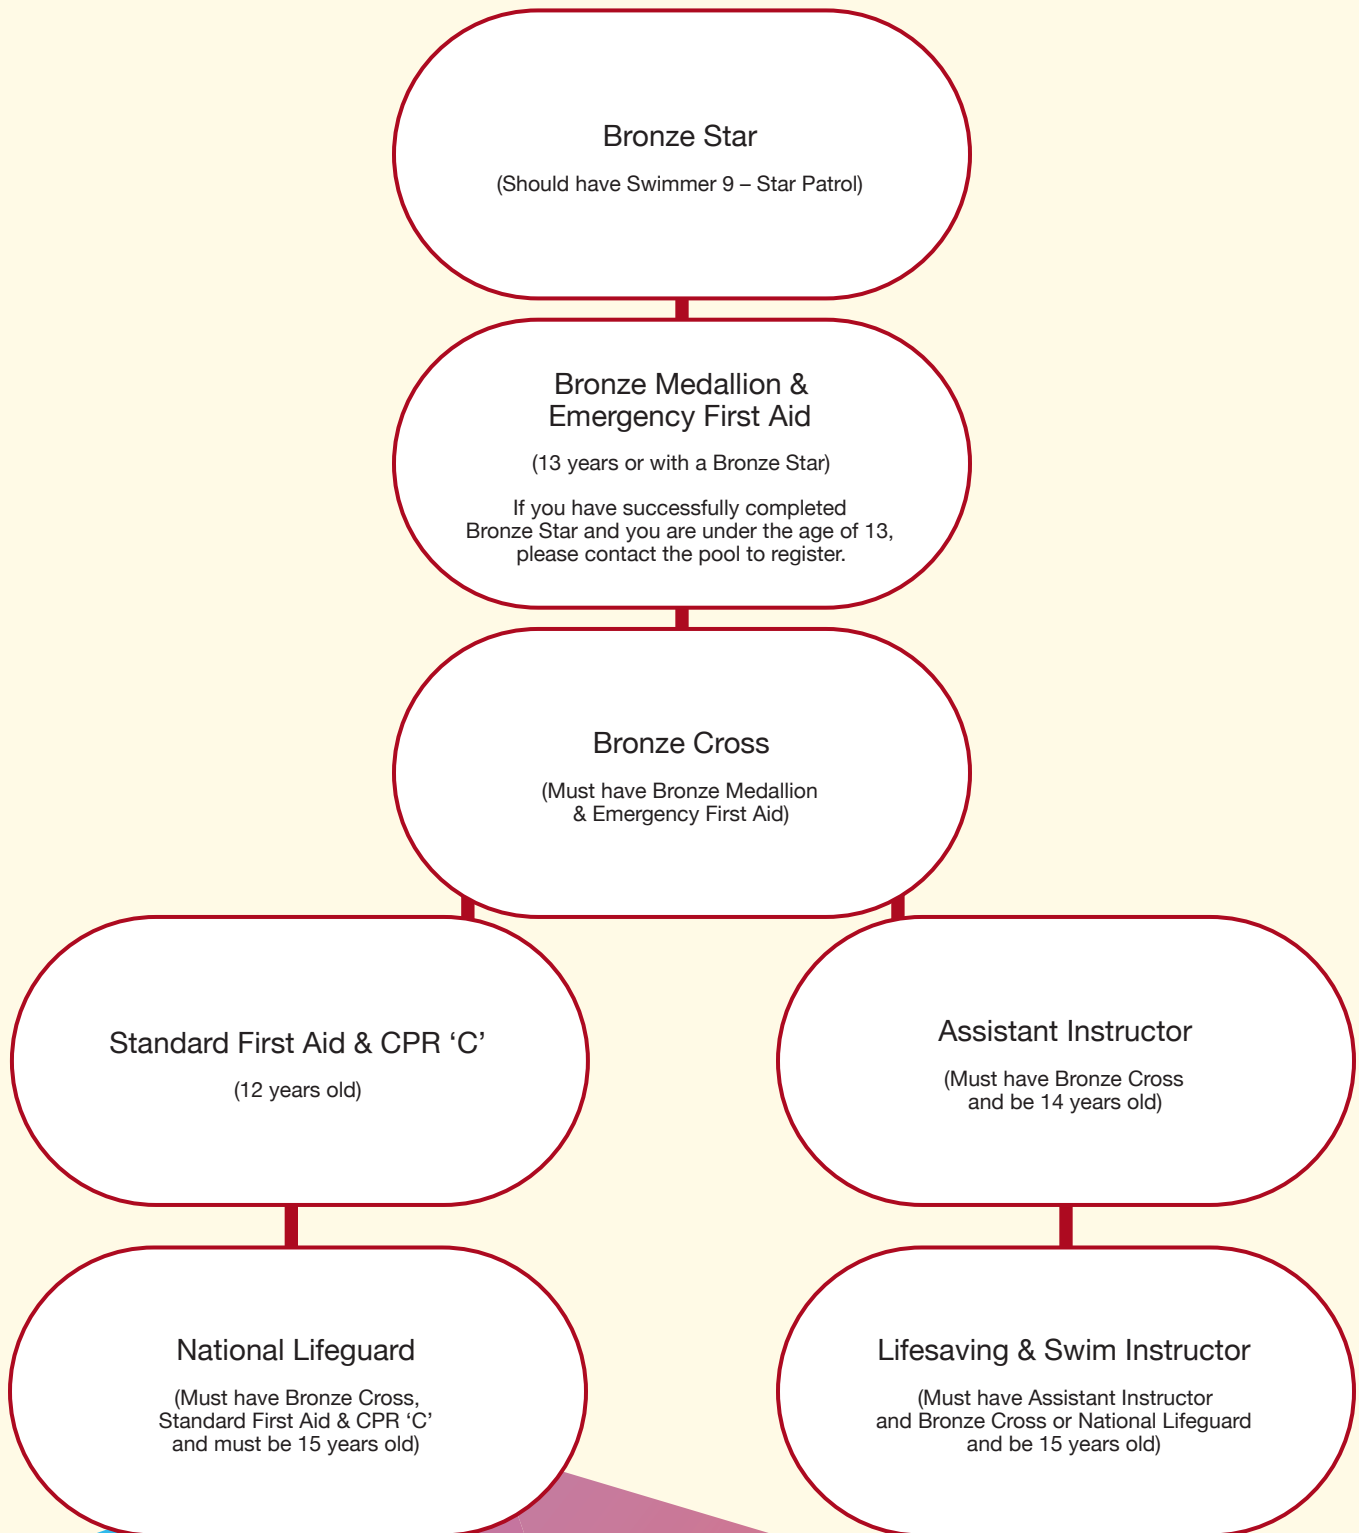 Bronze Star
(Should have Swimmer 9 – Star Patrol)
Bronze Medallion &
Emergency First Aid
(13 years or with a Bronze Star)
If you have successfully completed
Bronze Star and you are under the age of 13,
please contact the pool to register.
Bronze Cross
(Must have Bronze Medallion
& Emergency First Aid)
Standard First Aid & CPR ‘C’
(12 years old)
Assistant Instructor
(Must have Bronze Cross
and be 14 years old)
National Lifeguard
(Must have Bronze Cross,
Standard First Aid & CPR ‘C’
and must be 15 years old)
Lifesaving & Swim Instructor
(Must have Assistant Instructor
and Bronze Cross or National Lifeguard
and be 15 years old)